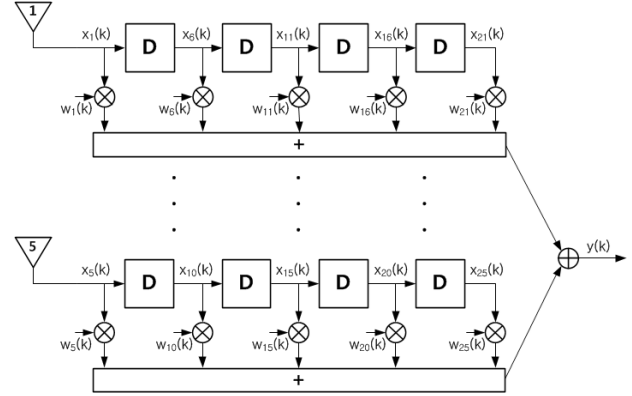 1
x1(k) D x6(k) D x11(k) D x16(k) D x21(k)
w1(k) w6(k) w11(k) w16(k) w21(k)
+
y(k)
5
x5(k) D x10(k) D x15(k) D x20(k) D x25(k)
w5(k) w10(k) w15(k) w20(k) w25(k)
+